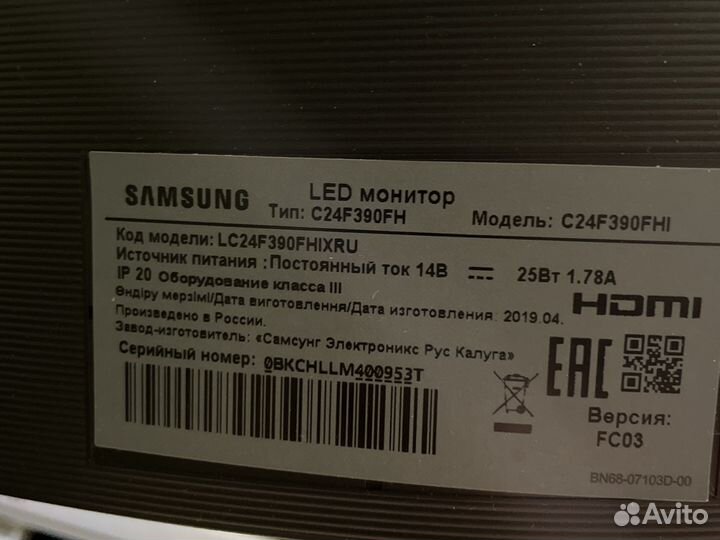 SAMSUNG
LED монитор
Тип: C24F390FH
Модель: C24F390FHI
Код модели: LC24F390FHIXRU
Источник питания : Постоянный ток 14В 25Вт 1.78А
IP 20 Оборудование класса III
Өндіру мерзімі/Дата виготовлення/Дата изготовления: 2019.04.
HDMI
Произведено в России.
Завод-изготовитель: «Самсунг Электроникс Рус Калуга»
Серийный номер: 0BKCHLLM400953T
EAC
Версия:
FC03
BN68-07103D-00
Avito